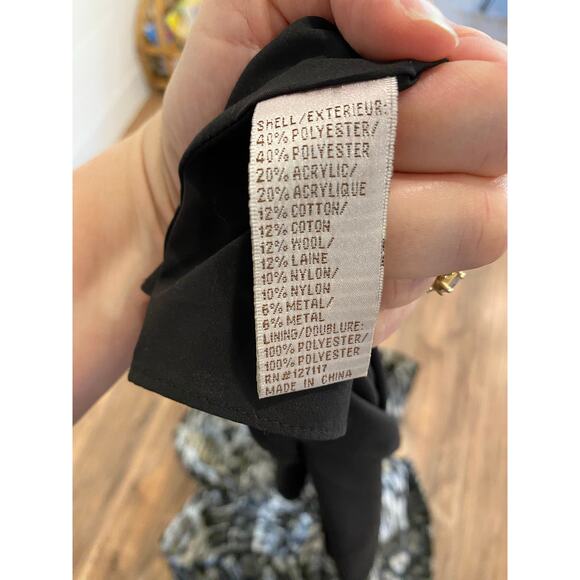 SHELL/EXTERIEUR:
40% POLYESTER/
40% POLYESTER
20% ACRYLIC/
20% ACRYLIQUE
12% COTTON/
12% COTON
12% WOOL/
12% LAINE
10% NYLON/
10% NYLON
6% METAL/
6% METAL
LINING/DOUBLURE:
100% POLYESTER/
100% POLYESTER
RN#127117
MADE IN CHINA